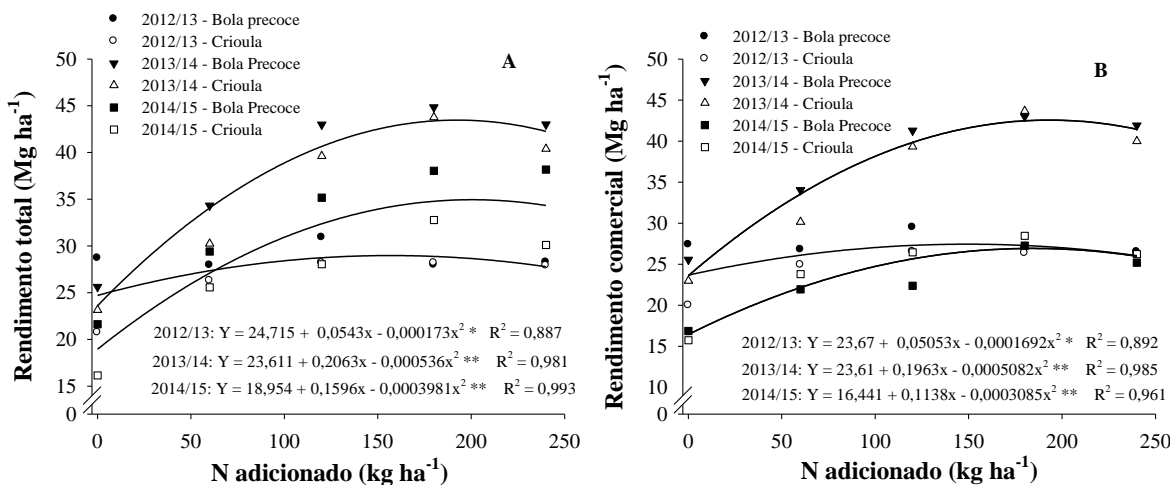 2012/13 - Bola precoce
2012/13 - Crioula
2013/14 - Bola Precoce
2013/14 - Crioula
2014/15 - Bola Precoce
2014/15 - Crioula
A
Rendimento total (Mg ha⁻¹)
50
45
40
35
30
25
20
15
0
2012/13: Y = 24,715 + 0,0543x - 0,000173x² * R² = 0,887
2013/14: Y = 23,611 + 0,2063x - 0,000536x² ** R² = 0,981
2014/15: Y = 18,954 + 0,1596x - 0,0003981x² ** R² = 0,993
0 50 100 150 200 250
N adicionado (kg ha⁻¹)
2012/13 - Bola precoce
2012/13 - Crioula
2013/14 - Bola Precoce
2013/14 - Crioula
2014/15 - Bola Precoce
2014/15 - Crioula
B
Rendimento comercial (Mg ha⁻¹)
50
45
40
35
30
25
20
15
10
0
2012/13: Y = 23,67 + 0,05053x - 0,0001692x² * R² = 0,892
2013/14: Y = 23,61 + 0,1963x - 0,0005082x² ** R² = 0,985
2014/15: Y = 16,441 + 0,1138x - 0,0003085x² ** R² = 0,961
0 50 100 150 200 250
N adicionado (kg ha⁻¹)